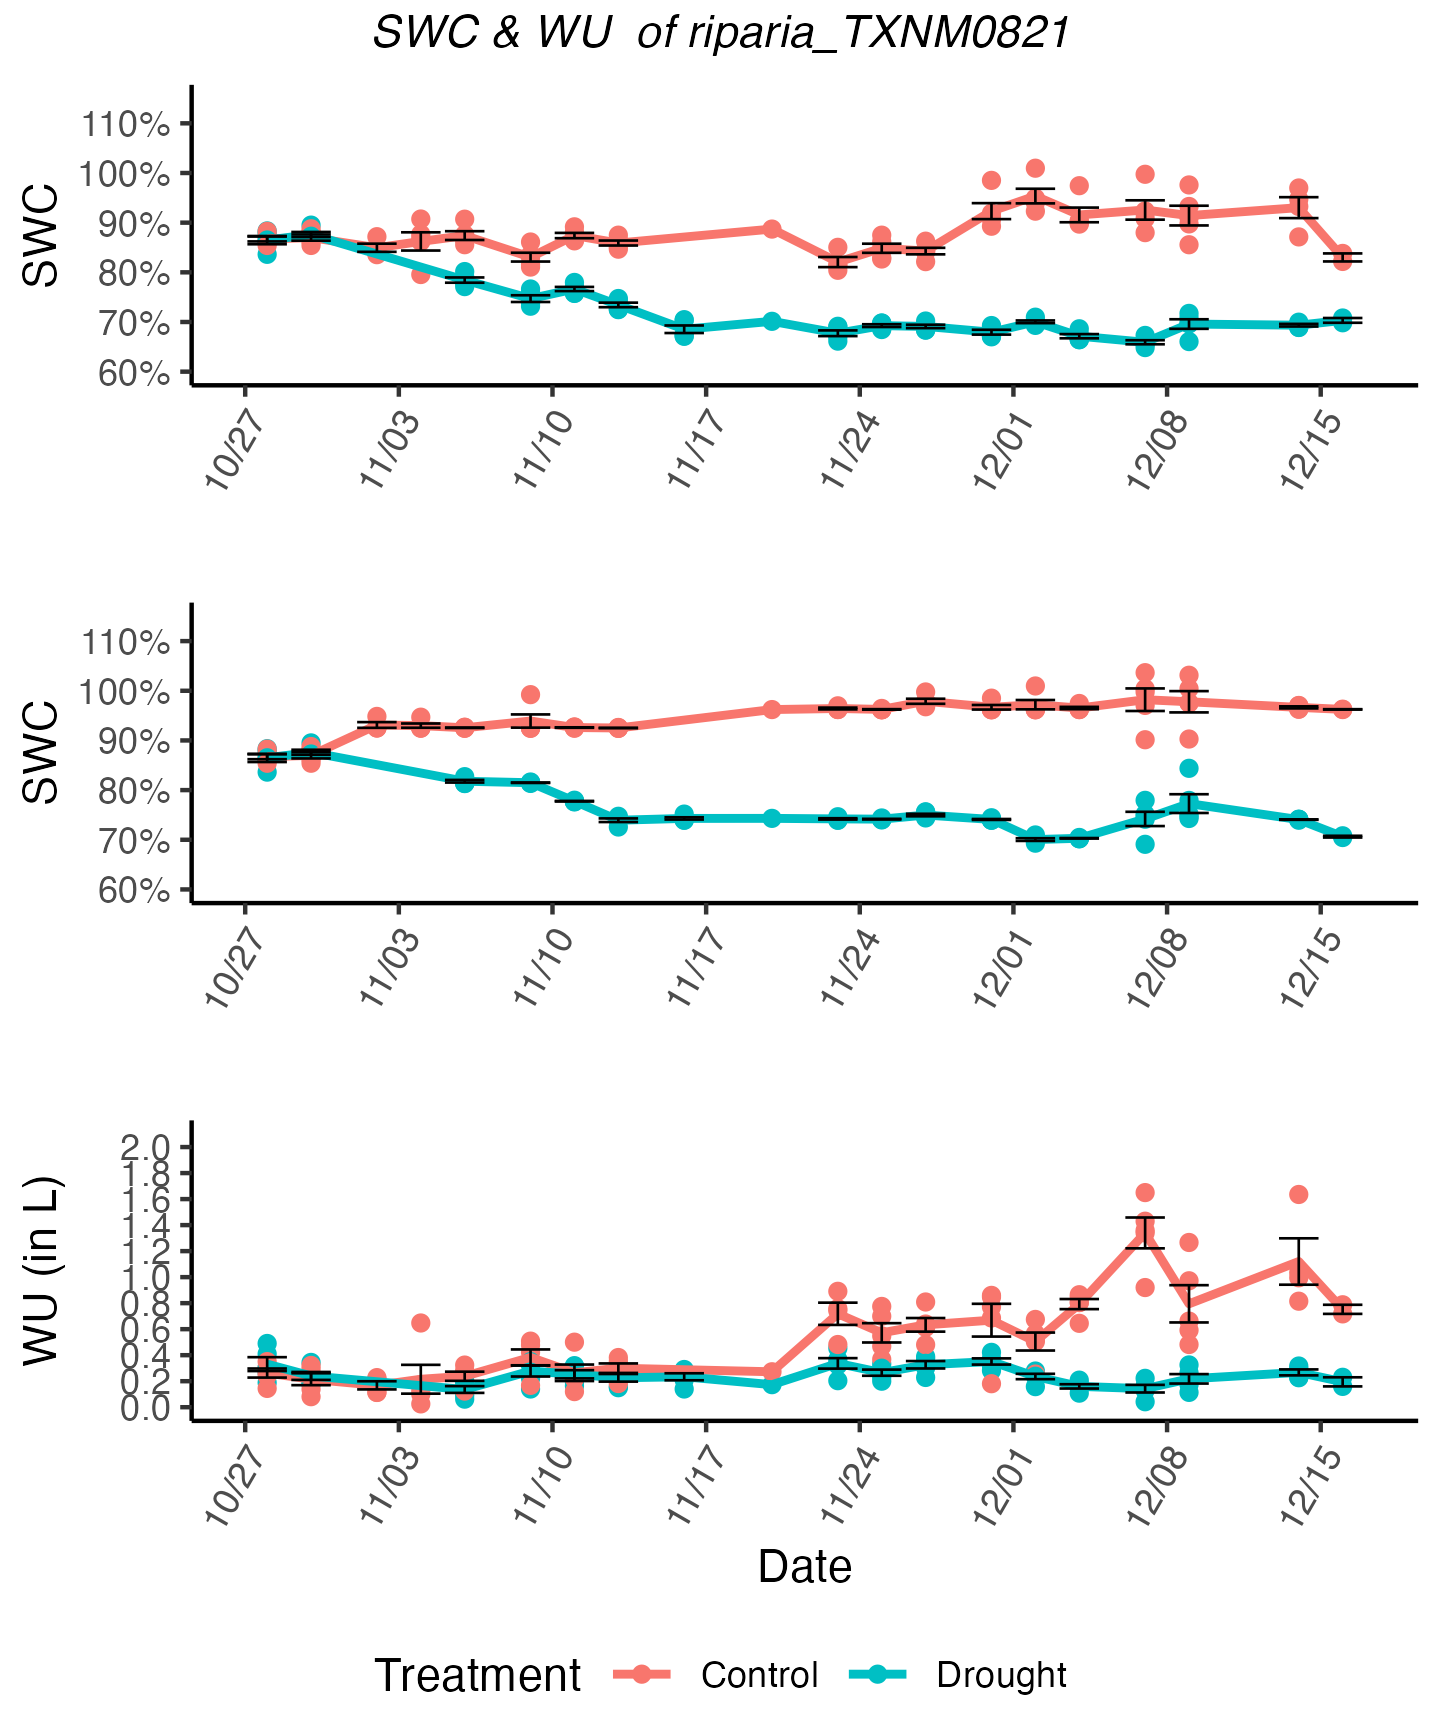 SWC & WU of riparia_TXNM0821
SWC
110%
100%
90%
80%
70%
60%
10/27 11/03 11/10 11/17 11/24 12/01 12/08 12/15
SWC
110%
100%
90%
80%
70%
60%
10/27 11/03 11/10 11/17 11/24 12/01 12/08 12/15
WU (in L)
2.0
1.8
1.6
1.4
1.2
1.0
0.8
0.6
0.4
0.2
0.0
10/27 11/03 11/10 11/17 11/24 12/01 12/08 12/15
Date
Treatment Control Drought